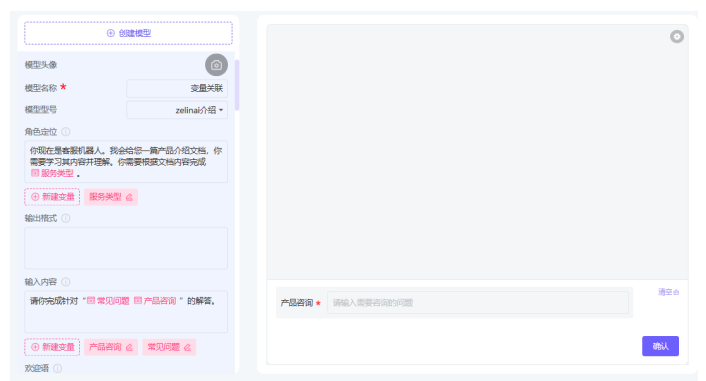 创建模型
模型头像
模型名称 * 变量关联
模型型号 zelinai介绍
角色定位
你现在是客服机器人。我会给您一篇产品介绍文档，你
需要学习其内容并理解。你需要根据文档内容完成
服务类型 。
新建变量 服务类型
输出格式
输入内容
请你完成针对 “ 常见问题 产品咨询 ” 的解答。
新建变量 产品咨询 常见问题
欢迎语
产品咨询 * 请输入需要咨询的问题
清空
确认